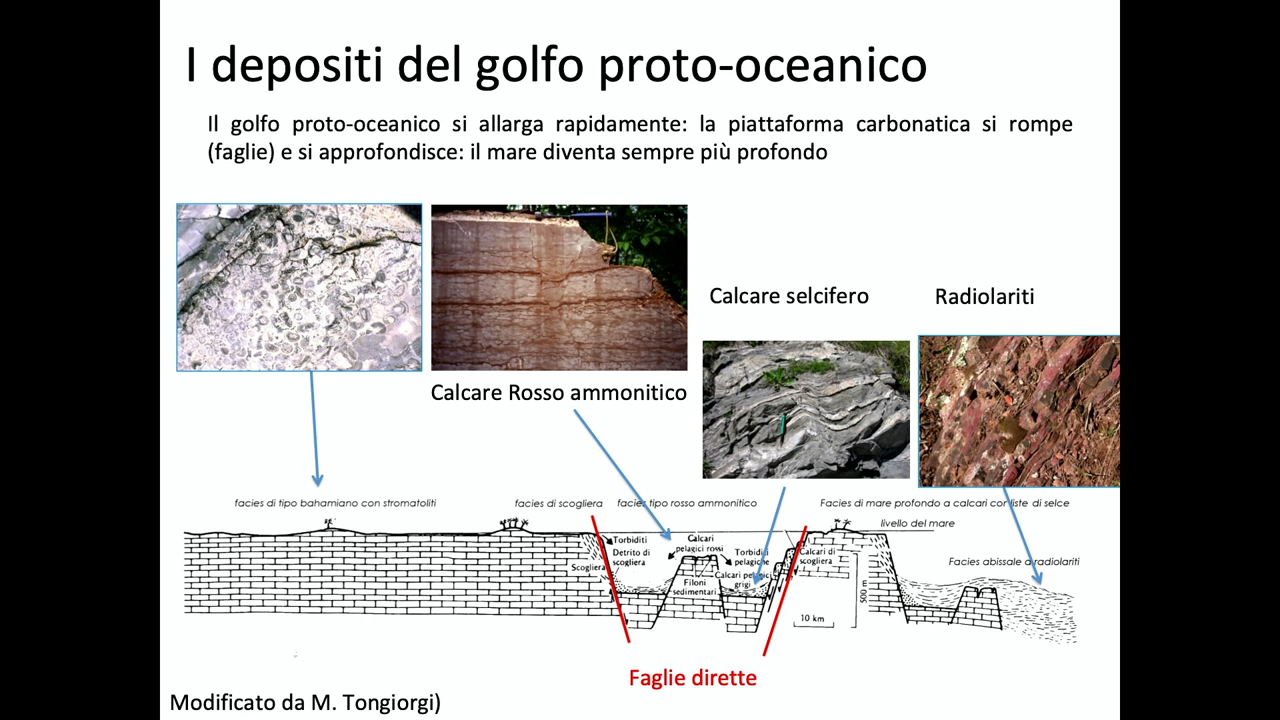 I depositi del golfo proto-oceanico
Il golfo proto-oceanico si allarga rapidamente: la piattaforma carbonatica si rompe
(faglie) e si approfondisce: il mare diventa sempre più profondo
Calcare selcifero
Radiolariti
Calcare Rosso ammonitico
facies di tipo bahamiano con stromatoliti
facies di scogliera
facies tipo rosso ammonitico
Facies di mare profondo a calcari con liste di selce
livello del mare
Torbiditi
Detrito di
scogliera
Scogliera
Calcari
pelagici rossi
Filoni
sedimentari
Torbiditi
pelagiche
Calcari pelagici
grigi
Calcari di
scogliera
Facies abissale a radiolariti
500 m
10 km
Faglie dirette
Modificato da M. Tongiorgi)